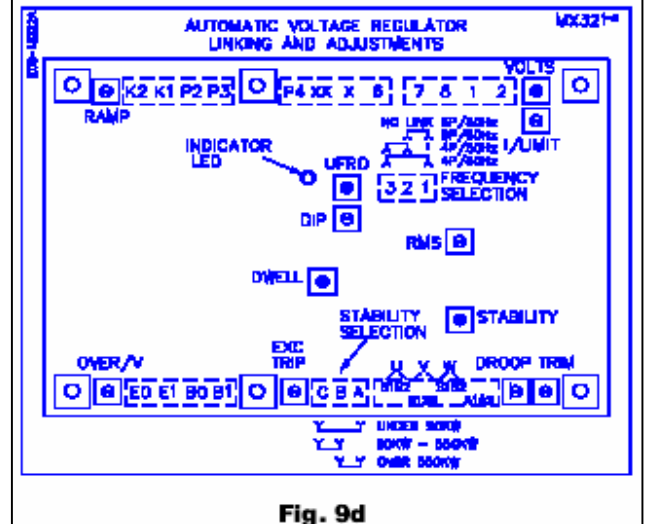 AUTOMATIC VOLTAGE REGULATOR
LINKING AND ADJUSTMENTS
MX321-*
VOLTS
K2 K1 P2 P3
P4 XX X 6
7 8 1 2
RAMP
NO LINK 6P/50Hz
6P/60Hz
4P/50Hz
4P/60Hz
I/LIMIT
INDICATOR
LED
UFRO
3 2 1
FREQUENCY
SELECTION
DIP
RMS
DWELL
STABILITY
SELECTION
STABILITY
OVER/V
EXC
TRIP
U V W
DROOP TRIM
E0 E1 B0 B1
C B A
UNDER 90KW
90KW - 550KW
OVER 550KW
Fig. 9d